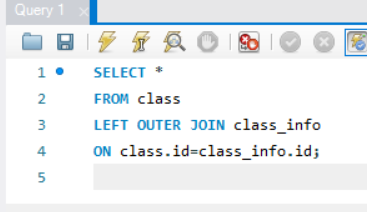 Query 1
1 SELECT *
2 FROM class
3 LEFT OUTER JOIN class_info
4 ON class.id=class_info.id;
5